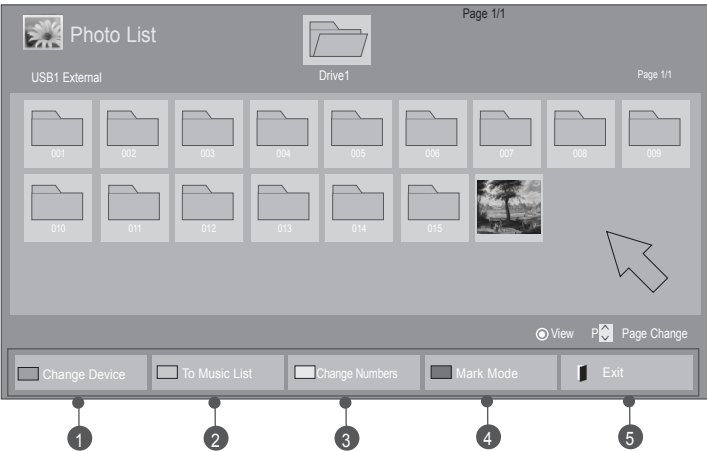 Page 1/1
Photo List
USB1 External
Drive1
Page 1/1
001 002 003 004 005 006 007 008 009
010 011 012 013 014 015
View P Page Change
Change Device To Music List Change Numbers Mark Mode Exit
1 2 3 4 5